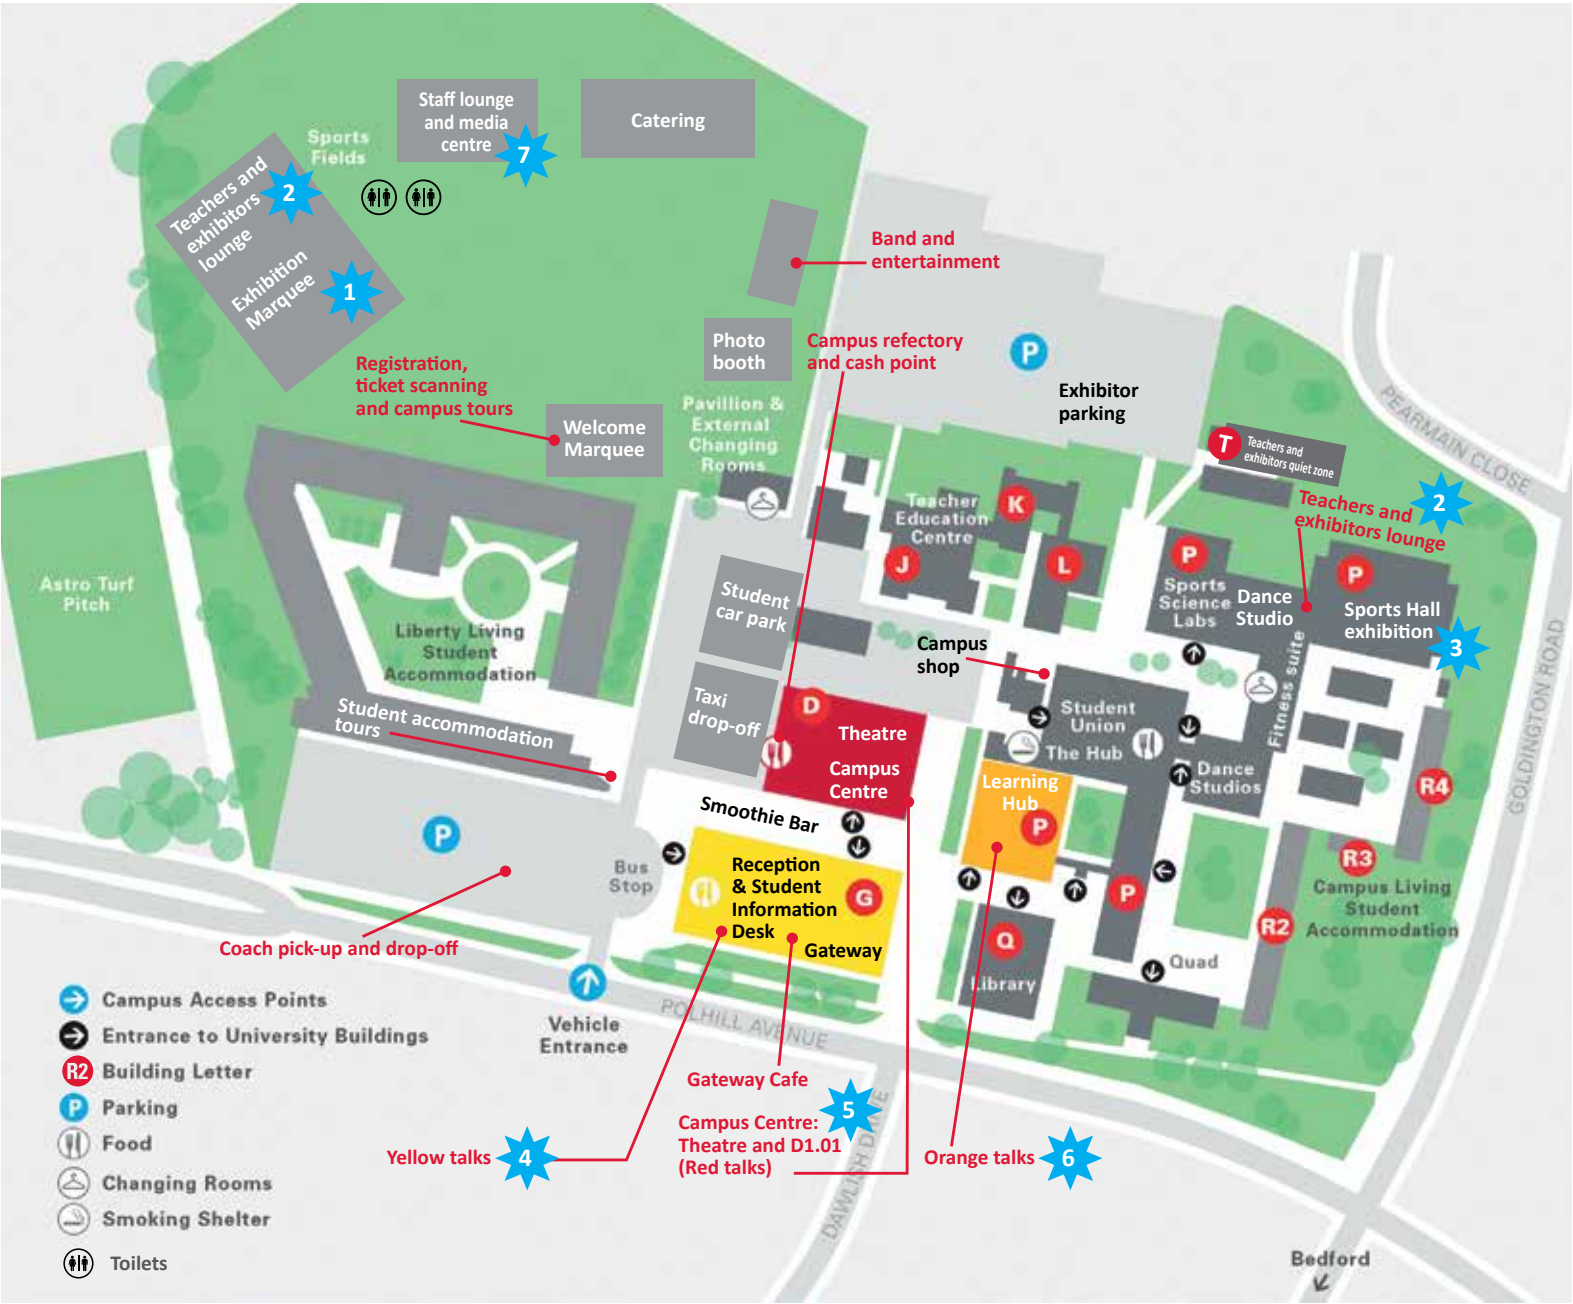 Staff lounge
and media
centre
7
Catering
Sports
Fields
Teachers and
exhibitors
lounge
2
Exhibition
Marquee
1
Band and
entertainment
Photo
booth
Campus refectory
and cash point
P
Exhibitor
parking
Registration,
ticket scanning
and campus tours
Welcome
Marquee
Pavillion &
External
Changing
Rooms
PEARMAIN CLOSE
T
Teachers and
exhibitors quiet zone
Teachers and
exhibitors lounge
2
Teacher
Education
Centre
K
J
L
P
Sports
Science
Labs
Dance
Studio
P
Sports Hall
exhibition
3
Fitness suite
GOLDINGTON ROAD
Astro Turf
Pitch
Liberty Living
Student
Accommodation
Student
car park
Campus
shop
Taxi
drop-off
D
Theatre
Campus
Centre
Student
Union
The Hub
Dance
Studios
Student accommodation
tours
Learning
Hub
P
R4
Smoothie Bar
P
Bus
Stop
Reception
& Student
Information
Desk
G
Gateway
P
R3
Campus Living
Student
Accommodation
R2
Q
Library
Quad
Coach pick-up and drop-off
Vehicle
Entrance
POLHILL AVENUE
DAWLISH DRIVE
Gateway Cafe
5
Campus Centre:
Theatre and D1.01
(Red talks)
Yellow talks
4
Orange talks
6
Campus Access Points
Entrance to University Buildings
R2
Building Letter
P
Parking
Food
Changing Rooms
Smoking Shelter
Toilets
Bedford